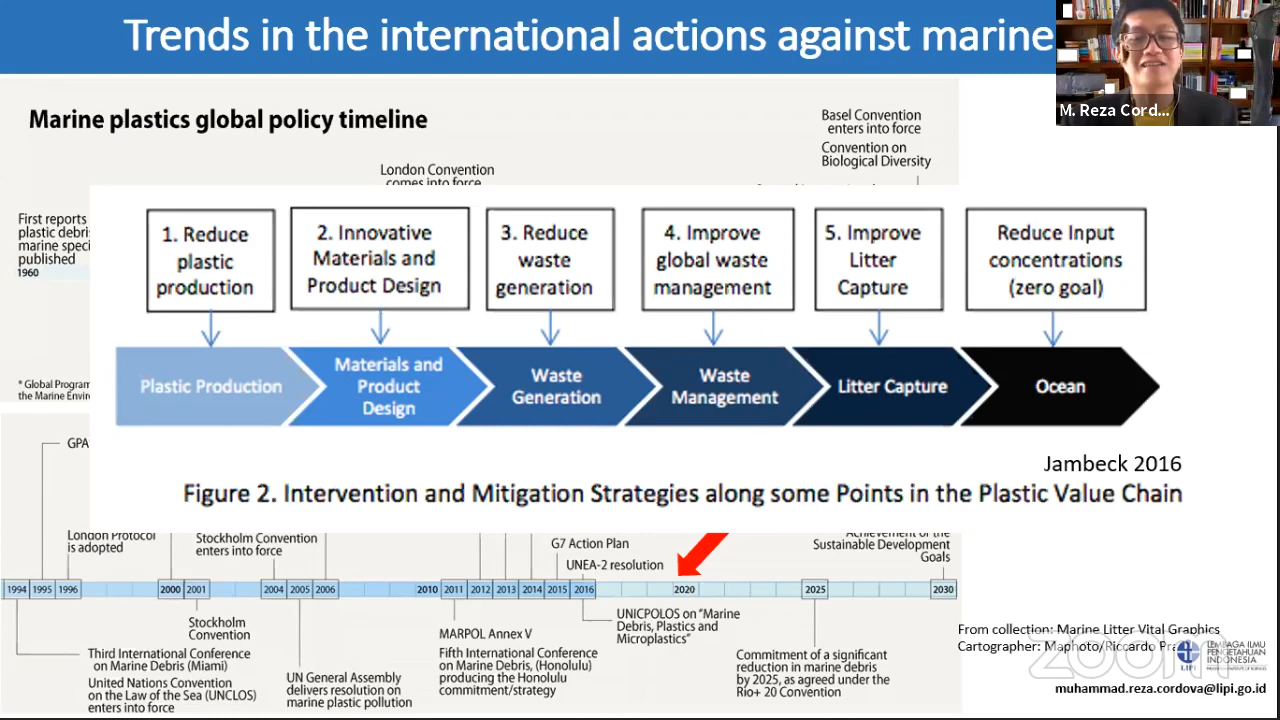 Trends in the international actions against marine
M. Reza Cord...
Marine plastics global policy timeline
Basel Convention
enters into force
Convention on
Biological Diversity
London Convention
comes into force
First reports
plastic debri
marine speci
published
1960
1. Reduce
plastic
production
2. Innovative
Materials and
Product Design
3. Reduce
waste
generation
4. Improve
global waste
management
5. Improve
Litter
Capture
Reduce Input
concentrations
(zero goal)
Plastic Production
Materials and
Product
Design
Waste
Generation
Waste
Management
Litter Capture
Ocean
* Global Program
the Marine Enviro
Jambeck 2016
Figure 2. Intervention and Mitigation Strategies along some Points in the Plastic Value Chain
GPA
London Protocol
is adopted
Stockholm Convention
enters into force
G7 Action Plan
UNEA-2 resolution
Achievement of the
Sustainable Development
Goals
1994 1995 1996 2000 2001 2004 2005 2006 2010 2011 2012 2013 2014 2015 2016 2020 2025 2030
Stockholm
Convention
Third International Conference
on Marine Debris (Miami)
United Nations Convention
on the Law of the Sea (UNCLOS)
enters into force
UN General Assembly
delivers resolution on
marine plastic pollution
MARPOL Annex V
Fifth International Conference
on Marine Debris, (Honolulu)
producing the Honolulu
commitment/strategy
UNICPOLOS on "Marine
Debris, Plastics and
Microplastics"
Commitment of a significant
reduction in marine debris
by 2025, as agreed under the
Rio+ 20 Convention
From collection: Marine Litter Vital Graphics
Cartographer: Maphoto/Riccardo Pra
zoom
LIPI
LEMBAGA ILMU
PENGETAHUAN
INDONESIA
muhammad.reza.cordova@lipi.go.id